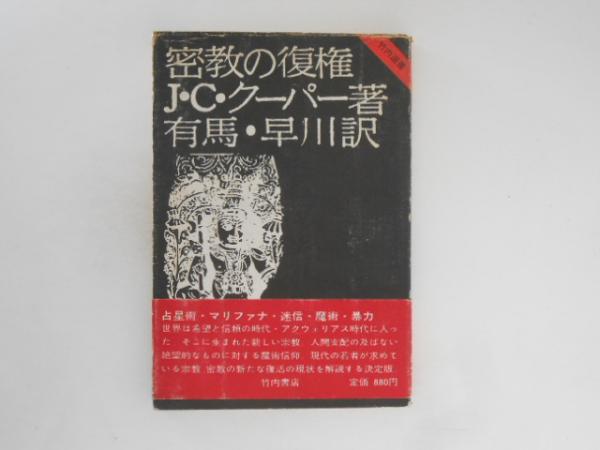 竹内選書
密教の復権
J・C・クーパー著
有馬・早川訳
占星術・マリファナ・迷信・魔術・暴力
世界は希望と信頼の時代・アクウァリアス時代に入っ
た そこに生まれた新しい宗教 人間支配の及ばない
絶望的なものに対する魔術信仰 現代の若者が求めて
いる宗教、密教の新たな復活の現状を解説する決定版。
竹内書店 定価 880円